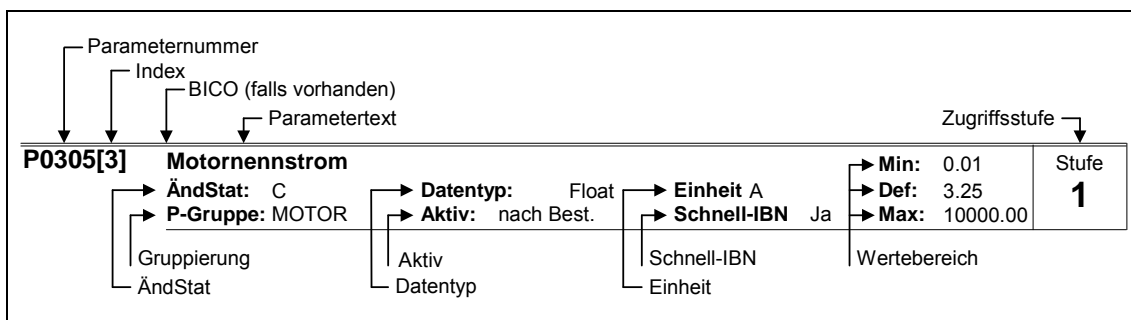 Parameternummer
Index
BICO (falls vorhanden)
Parametertext Zugriffsstufe
P0305[3] Motornennstrom Min: 0.01 Stufe
ÄndStat: C Datentyp: Float Einheit A Def: 3.25 1
P-Gruppe: MOTOR Aktiv: nach Best. Schnell-IBN Ja Max: 10000.00
Gruppierung Aktiv Schnell-IBN Wertebereich
ÄndStat Datentyp Einheit